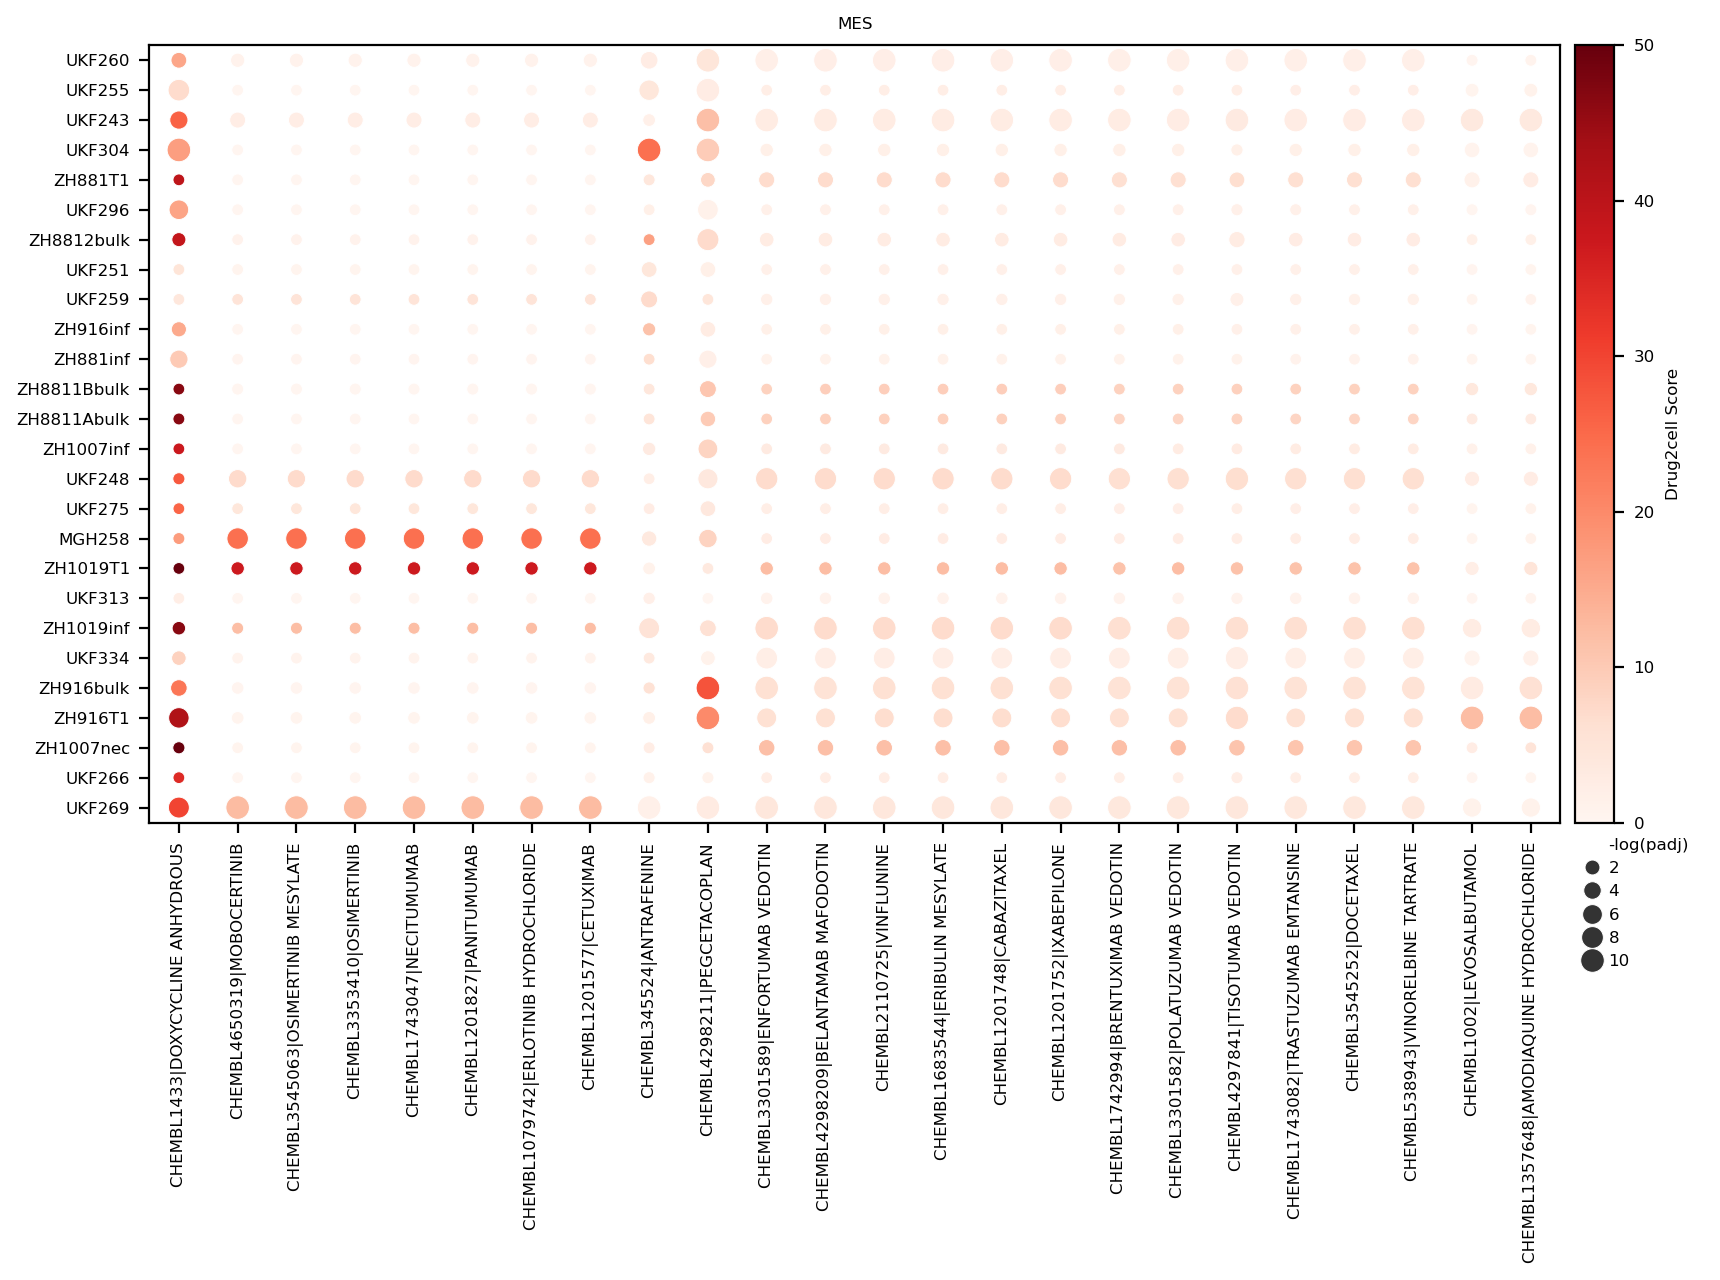 MES
UKF260
UKF255
UKF243
UKF304
ZH881T1
UKF296
ZH8812bulk
UKF251
UKF259
ZH916inf
ZH881inf
ZH8811Bbulk
ZH8811Abulk
ZH1007inf
UKF248
UKF275
MGH258
ZH1019T1
UKF313
ZH1019inf
UKF334
ZH916bulk
ZH916T1
ZH1007nec
UKF266
UKF269
CHEMBL1433|DOXYCYCLINE ANHYDROUS
CHEMBL4650319|MOBOCERTINIB
CHEMBL3545063|OSIMERTINIB MESYLATE
CHEMBL3353410|OSIMERTINIB
CHEMBL1743047|NECITUMUMAB
CHEMBL1201827|PANITUMUMAB
CHEMBL1079742|ERLOTINIB HYDROCHLORIDE
CHEMBL1201577|CETUXIMAB
CHEMBL345524|ANTRAFENINE
CHEMBL4298211|PEGCETACOPLAN
CHEMBL3301589|ENFORTUMAB VEDOTIN
CHEMBL4298209|BELANTAMAB MAFODOTIN
CHEMBL2110725|VINFLUNINE
CHEMBL1683544|ERIBULIN MESYLATE
CHEMBL1201748|CABAZITAXEL
CHEMBL1201752|IXABEPILONE
CHEMBL1742994|BRENTUXIMAB VEDOTIN
CHEMBL3301582|POLATUZUMAB VEDOTIN
CHEMBL4297841|TISOTUMAB VEDOTIN
CHEMBL1743082|TRASTUZUMAB EMTANSINE
CHEMBL3545252|DOCETAXEL
CHEMBL538943|VINORELBINE TARTRATE
CHEMBL1002|LEVOSALBUTAMOL
CHEMBL1357648|AMODIAQUINE HYDROCHLORIDE
50
40
30
20
10
0
Drug2cell Score
-log(padj)
2
4
6
8
10